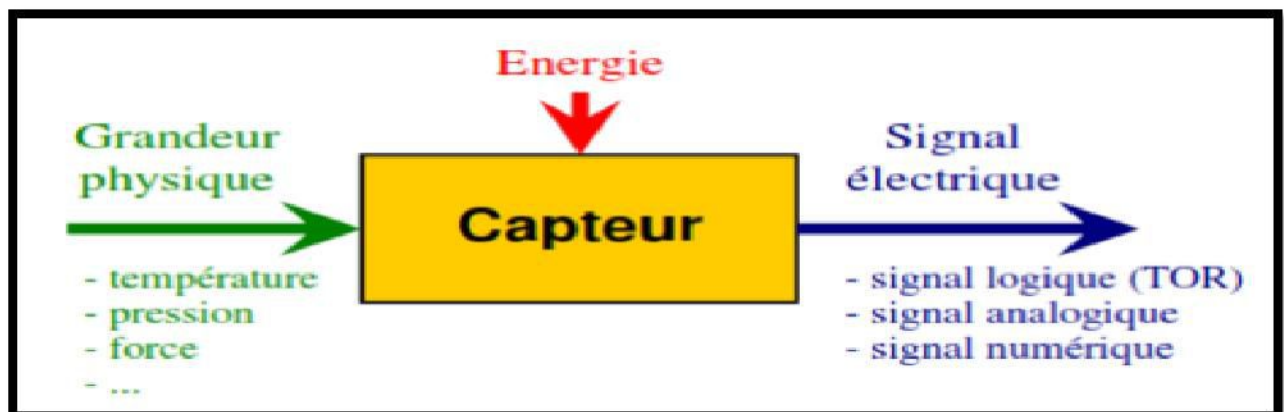 Energie
Grandeur
physique
- température
- pression
- force
- ...
Capteur
Signal
électrique
- signal logique (TOR)
- signal analogique
- signal numérique